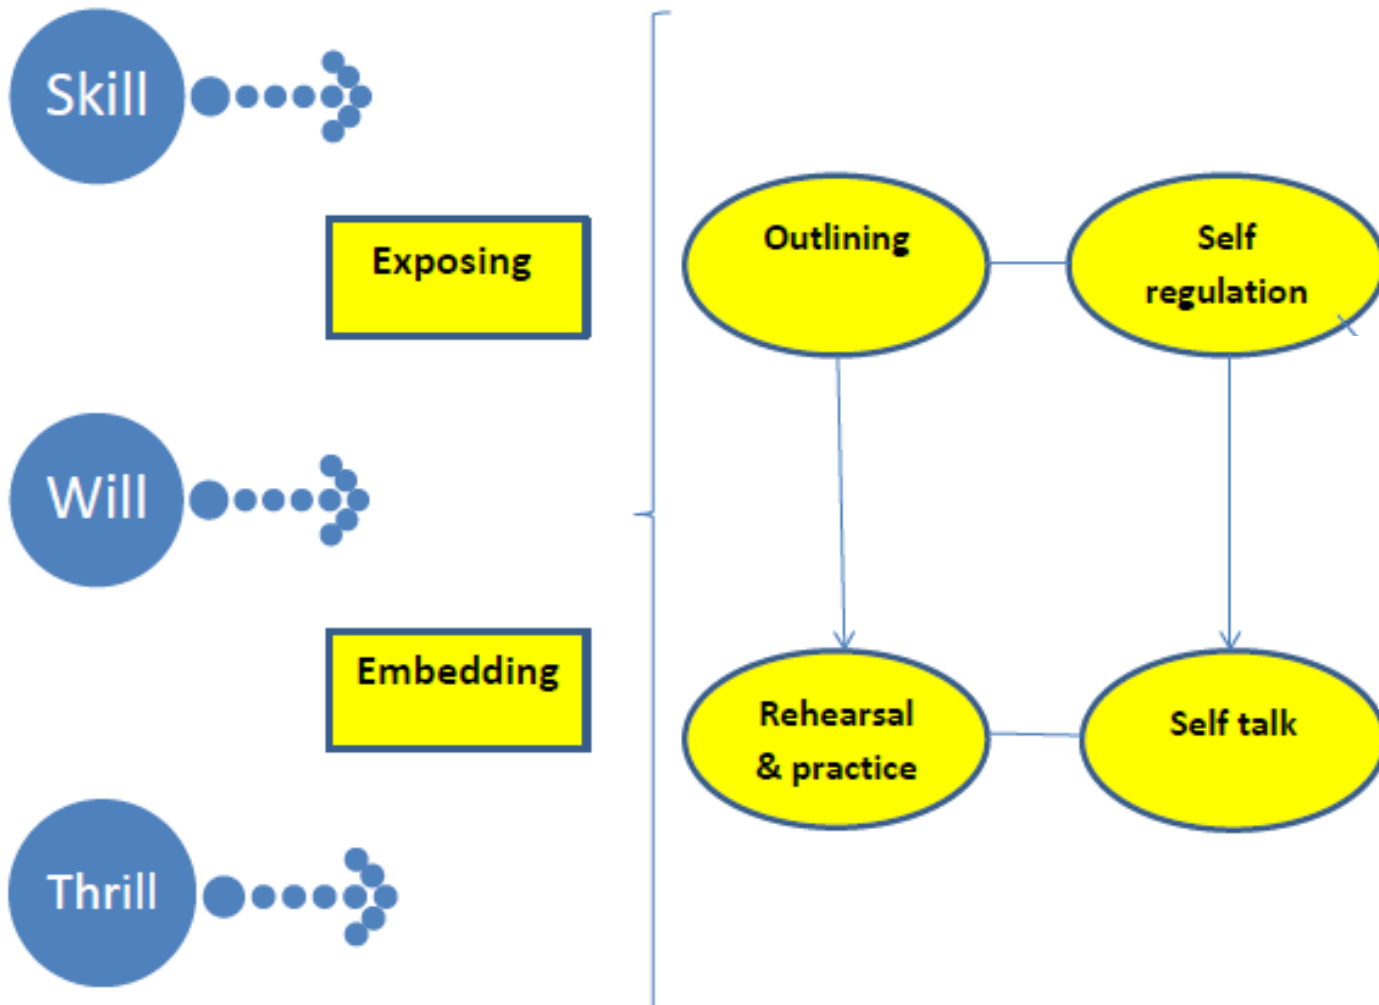 Skill
Exposing
Outlining
Self
regulation
Will
Embedding
Rehearsal
& practice
Self talk
Thrill